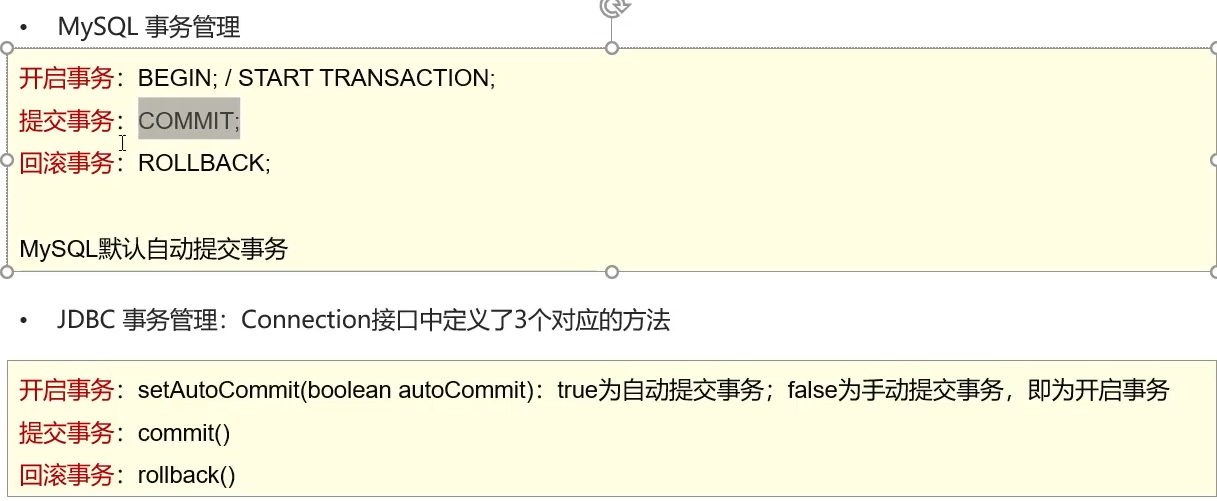 • MySQL 事务管理
开启事务：BEGIN; / START TRANSACTION;
提交事务：COMMIT;
回滚事务：ROLLBACK;
MySQL默认自动提交事务
• JDBC 事务管理：Connection接口中定义了3个对应的方法
开启事务：setAutoCommit(boolean autoCommit)：true为自动提交事务；false为手动提交事务，即为开启事务
提交事务：commit()
回滚事务：rollback()